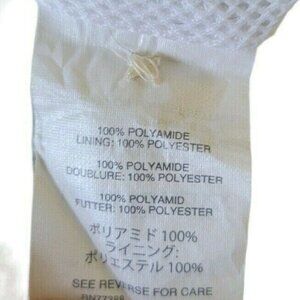 100% POLYAMIDE
LINING: 100% POLYESTER
100% POLYAMIDE
DOUBLURE: 100% POLYESTER
100% POLYAMID
FUTTER: 100% POLYESTER
ポリアミド 100%
ライニング:
ポリエステル 100%
SEE REVERSE FOR CARE